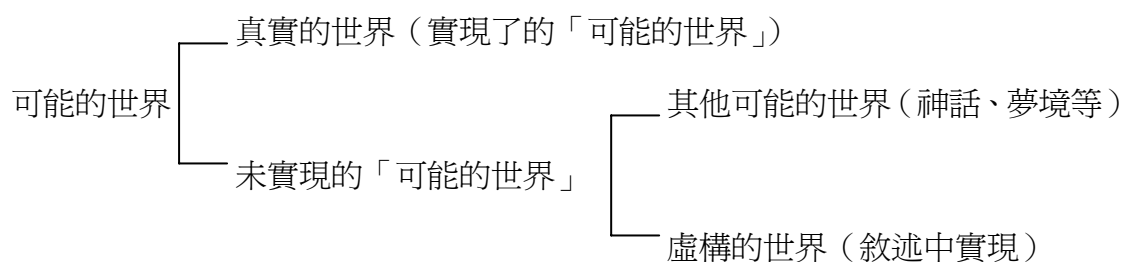 真實的世界（實現了的「可能的世界」）
可能的世界
其他可能的世界（神話、夢境等）
未實現的「可能的世界」
虛構的世界（敘述中實現）